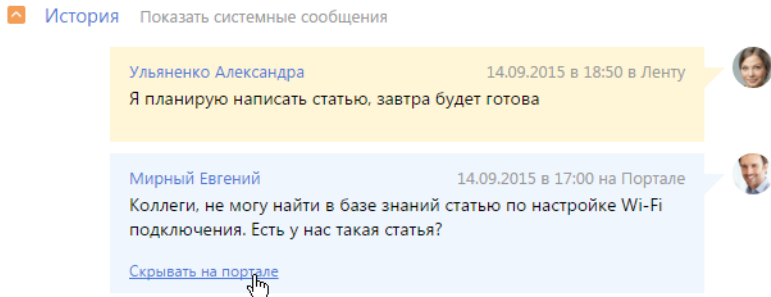 История Показать системные сообщения
Ульяненко Александра 14.09.2015 в 18:50 в Ленту
Я планирую написать статью, завтра будет готова
Мирный Евгений 14.09.2015 в 17:00 на Портале
Коллеги, не могу найти в базе знаний статью по настройке Wi-Fi
подключения. Есть у нас такая статья?
Скрывать на портале